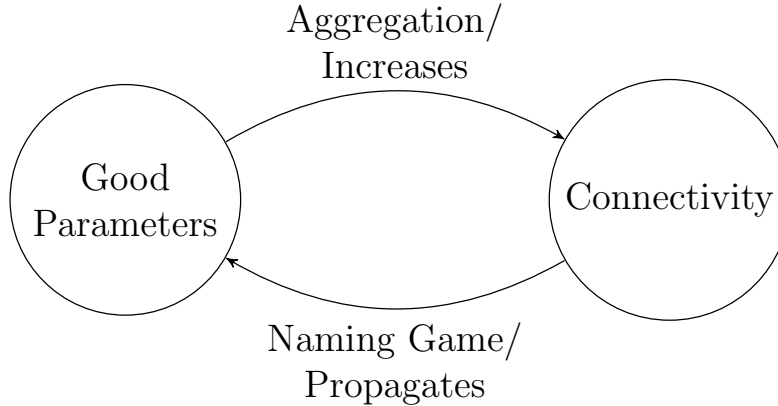 Aggregation/
Increases
Good
Parameters
Connectivity
Naming Game/
Propagates